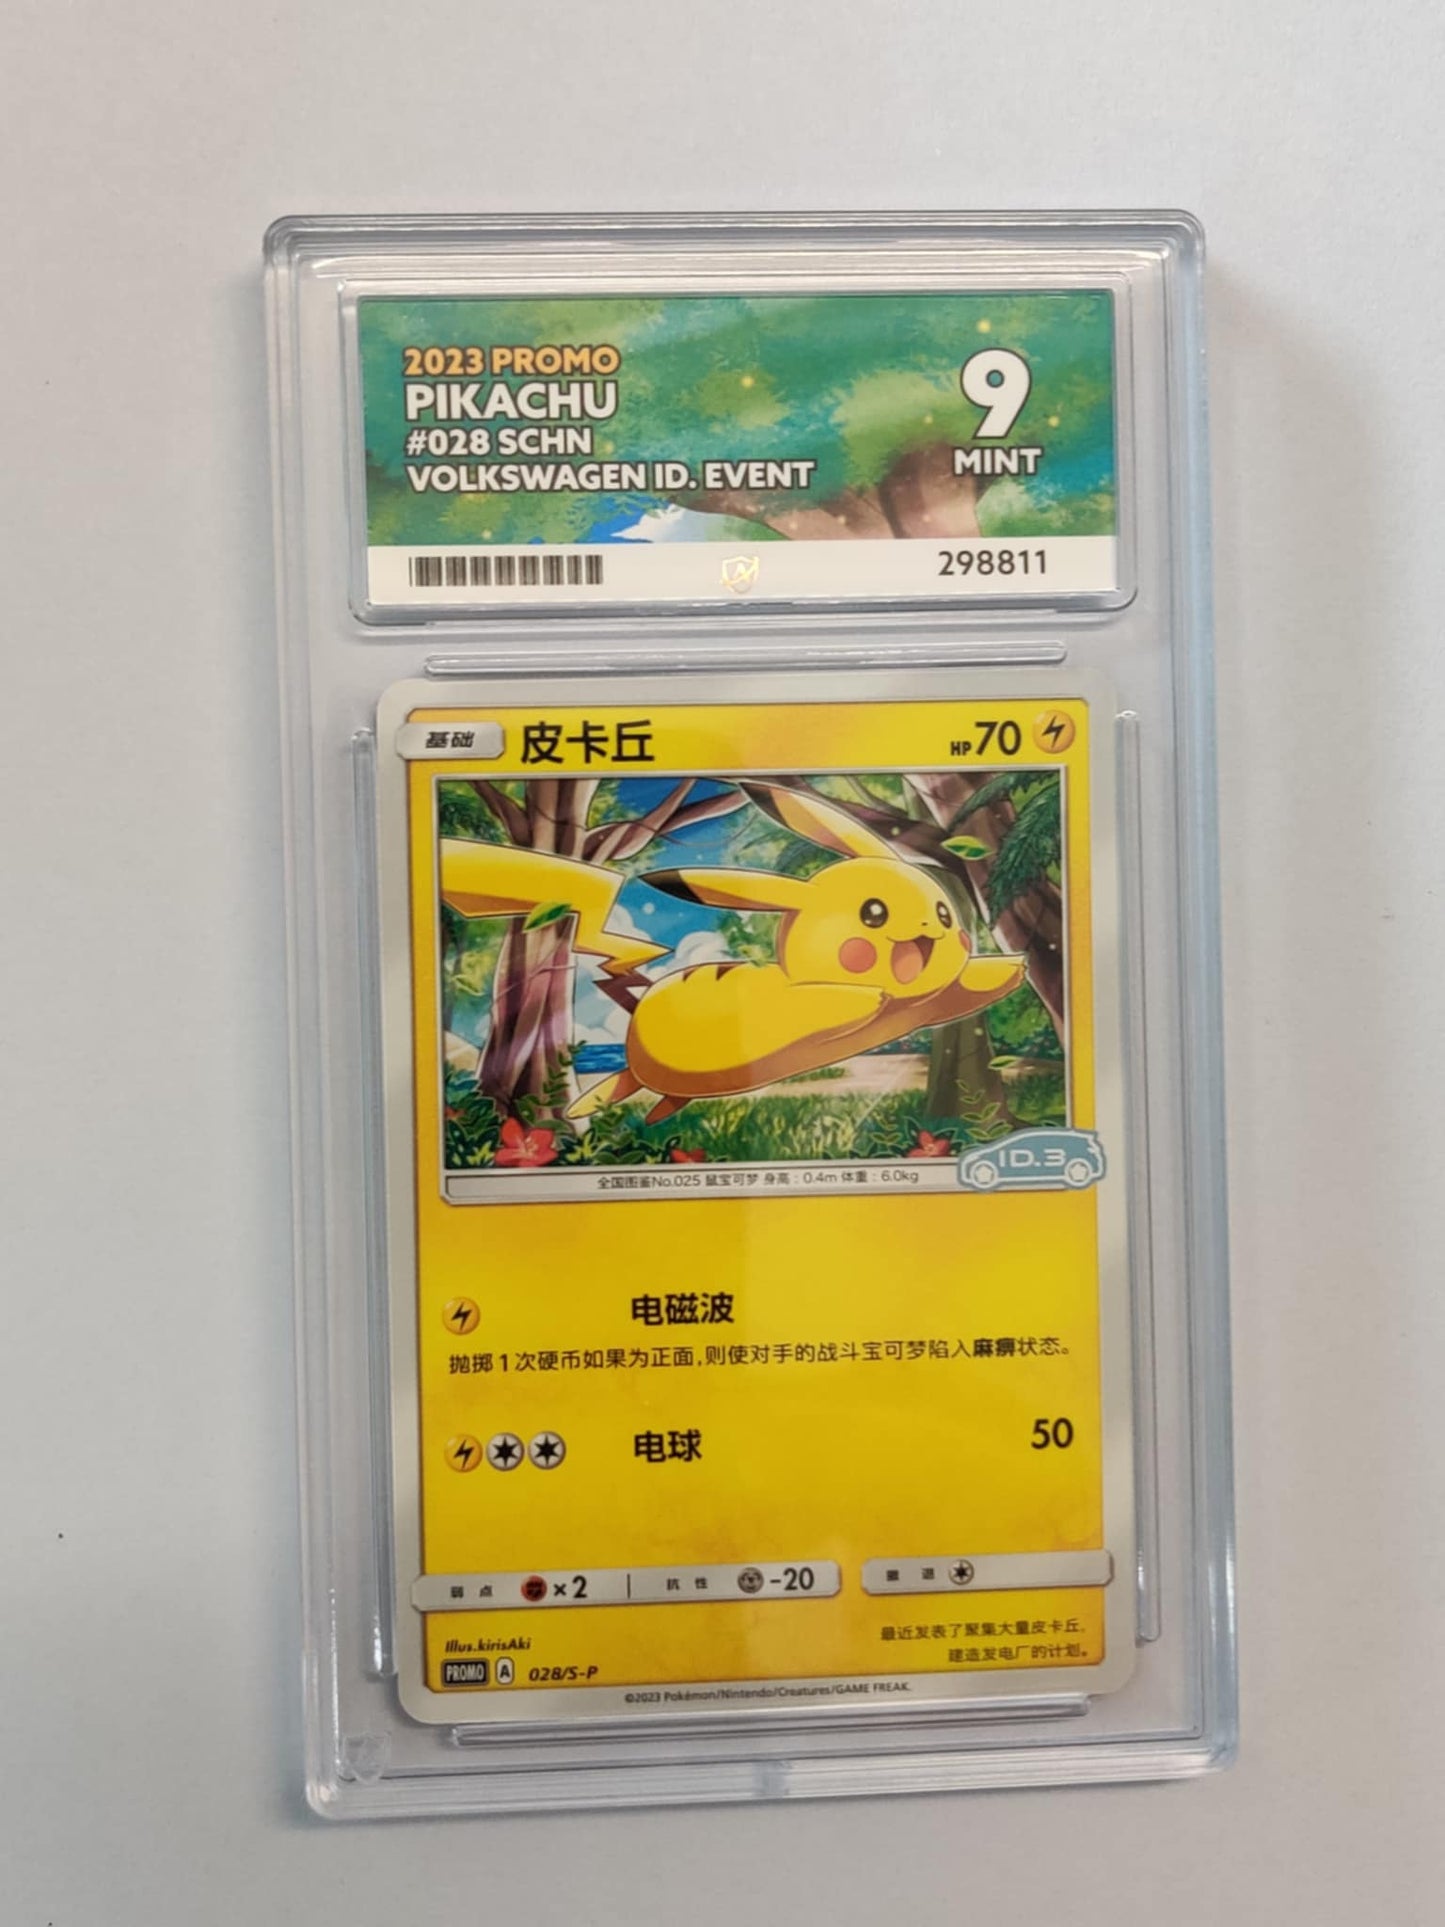 2023 PROMO
PIKACHU
#028 SCHN
VOLKSWAGEN ID. EVENT
9
MINT
298811
基础
皮卡丘
HP70
全国图鉴No.025 鼠宝可梦 身高：0.4m 体重：6.0kg
ID.3
电磁波
抛掷1次硬币如果为正面,则使对手的战斗宝可梦陷入麻痹状态。
电球
50
弱点 ×2
抗性 -20
撤退
Illus.kirisAki
最近发表了聚集大量皮卡丘，
建造发电厂的计划。
PROMO A 028/S-P
©2023 Pokémon/Nintendo/Creatures/GAME FREAK.